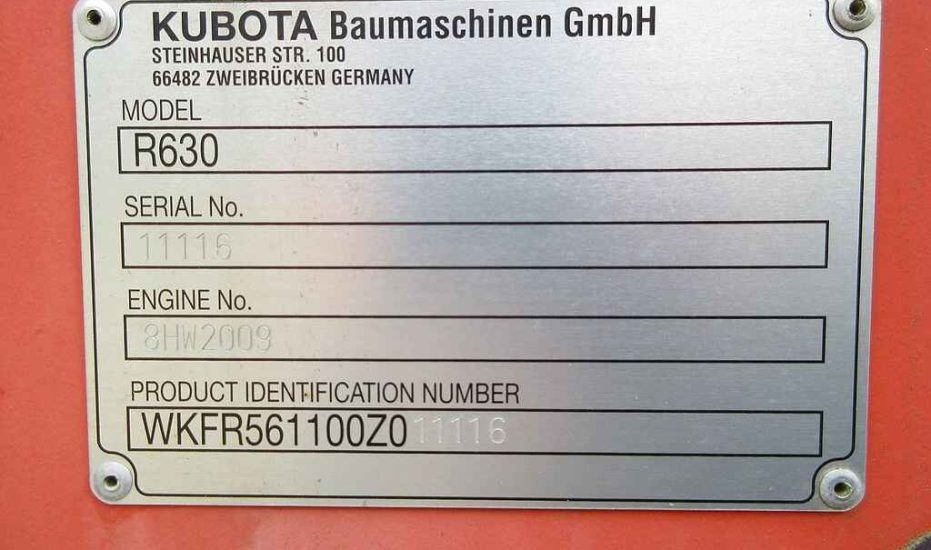 KUBOTA Baumaschinen GmbH
STEINHAUSER STR. 100
66482 ZWEIBRÜCKEN GERMANY
MODEL
R630
SERIAL No.
11116
ENGINE No.
8HW2009
PRODUCT IDENTIFICATION NUMBER
WKFR561100Z011116